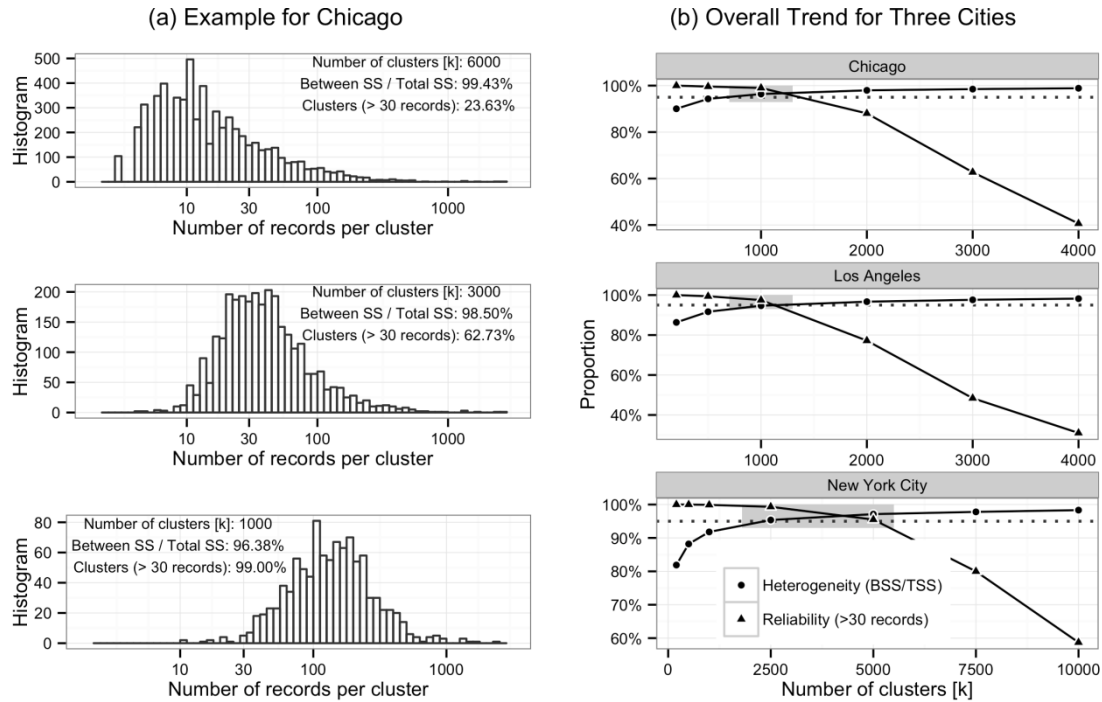 (a) Example for Chicago
Histogram
500
400
300
200
100
0
Number of clusters [k]: 6000
Between SS / Total SS: 99.43%
Clusters (> 30 records): 23.63%
10
30
100
1000
Number of records per cluster
Histogram
200
150
100
50
0
Number of clusters [k]: 3000
Between SS / Total SS: 98.50%
Clusters (> 30 records): 62.73%
10
30
100
1000
Number of records per cluster
Histogram
80
60
40
20
0
Number of clusters [k]: 1000
Between SS / Total SS: 96.38%
Clusters (> 30 records): 99.00%
10
30
100
1000
Number of records per cluster
(b) Overall Trend for Three Cities
Proportion
Chicago
100%
80%
60%
40%
1000
2000
3000
4000
Los Angeles
100%
80%
60%
40%
1000
2000
3000
4000
New York City
100%
90%
80%
70%
60%
Heterogeneity (BSS/TSS)
Reliability (>30 records)
0
2500
5000
7500
10000
Number of clusters [k]